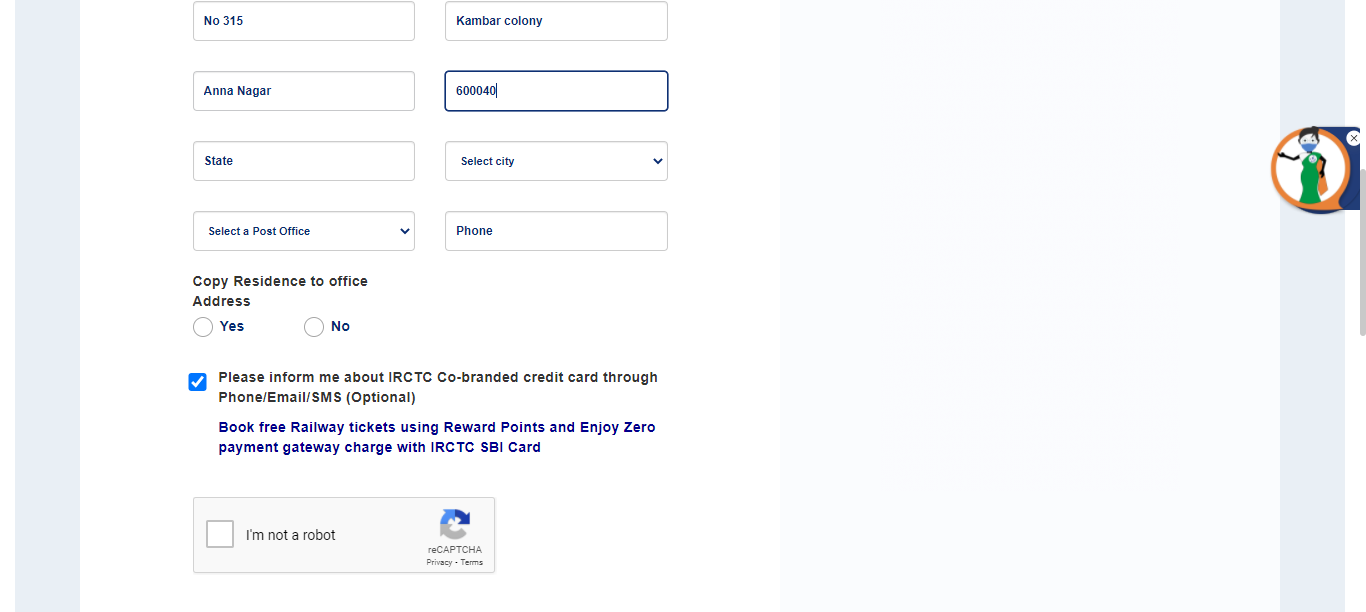 No 315
Kambar colony
Anna Nagar
600040
State
Select city
Select a Post Office
Phone
Copy Residence to office
Address
Yes
No
Please inform me about IRCTC Co-branded credit card through
Phone/Email/SMS (Optional)
Book free Railway tickets using Reward Points and Enjoy Zero
payment gateway charge with IRCTC SBI Card
I'm not a robot
reCAPTCHA
Privacy - Terms